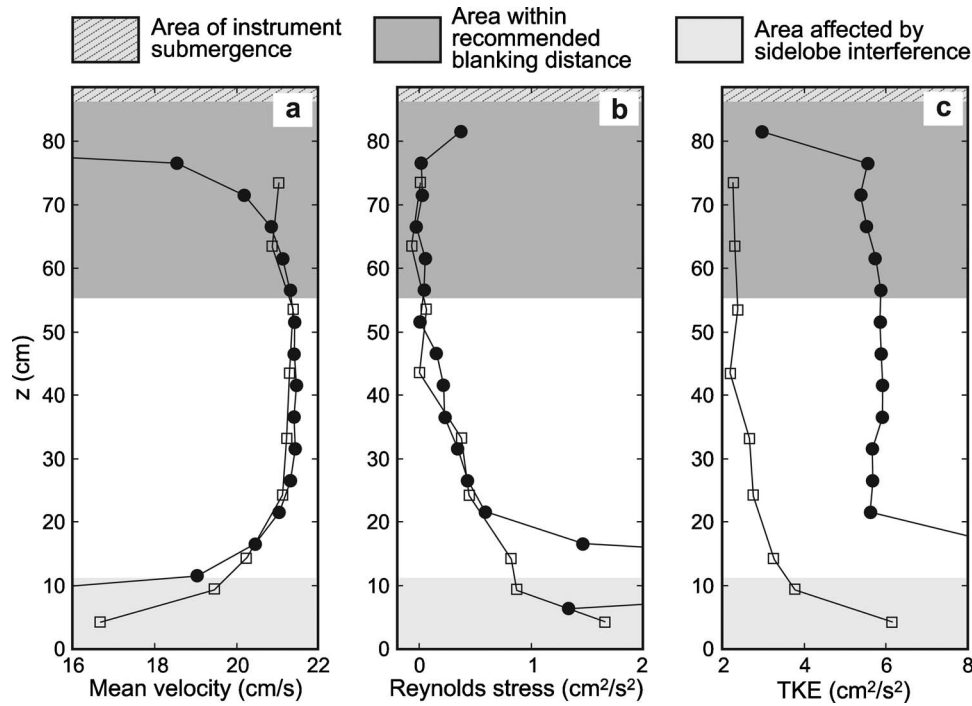 Area of instrument
submergence
Area within
recommended
blanking distance
Area affected by
sidelobe interference
a
b
c
80
70
60
50
40
30
20
10
0
z (cm)
80
70
60
50
40
30
20
10
0
80
70
60
50
40
30
20
10
0
16 18 20 22
0 1 2
2 4 6 8
Mean velocity (cm/s)
Reynolds stress (cm²/s²)
TKE (cm²/s²)